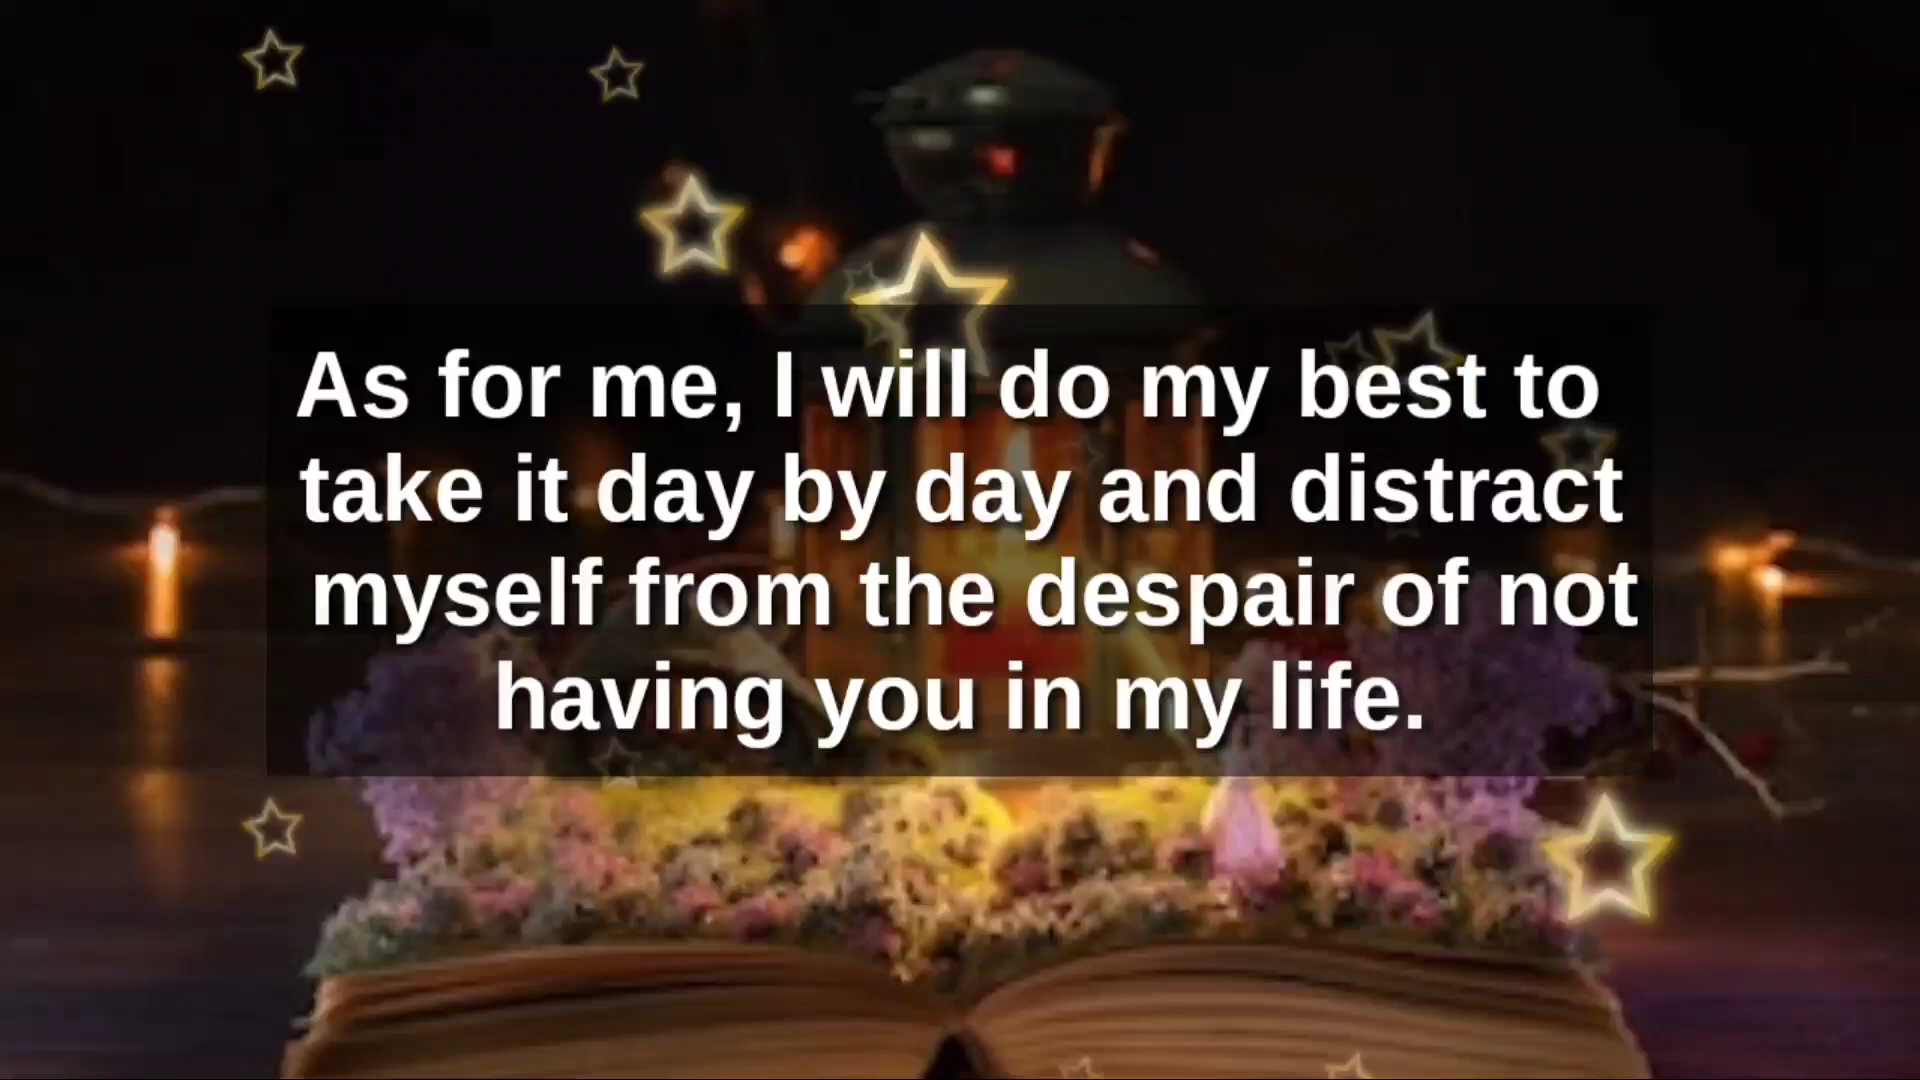 As for me, I will do my best to
take it day by day and distract
myself from the despair of not
having you in my life.